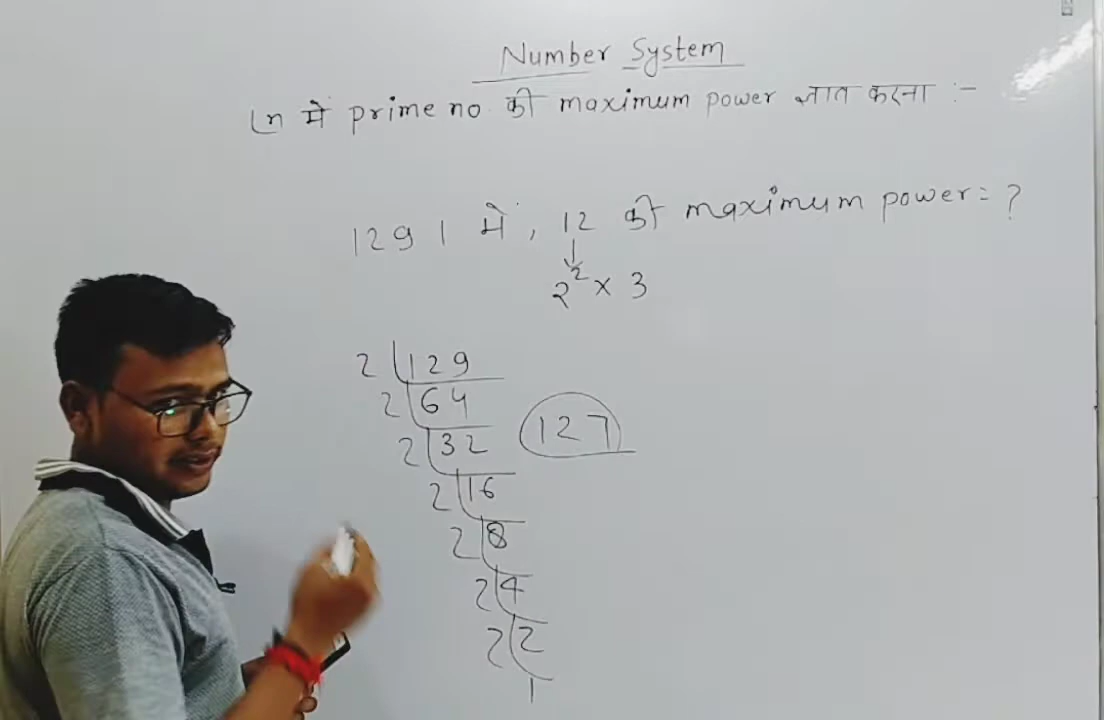 Number System
Ln में prime no. की maximum power ज्ञात करना :-
129 1 में, 12 की maximum power = ?
↓
2² × 3
2 129
2 64
2 32 127
2 16
2 8
2 4
2 2
1